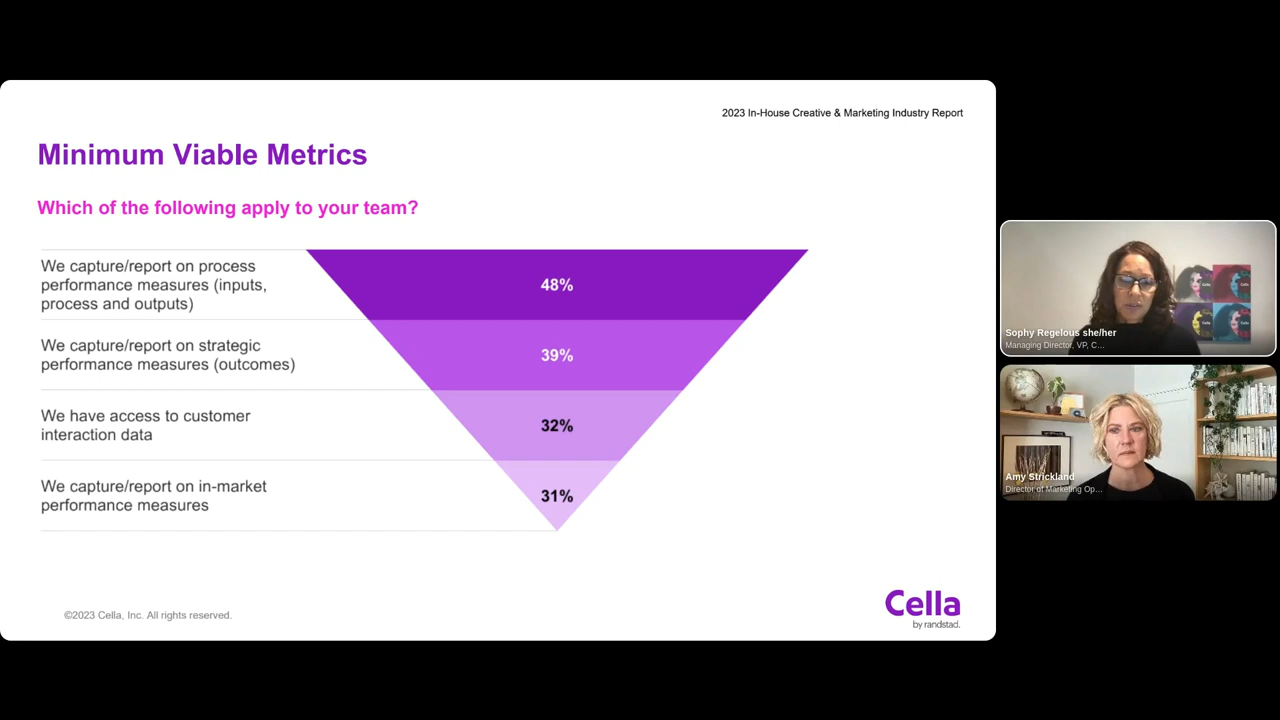 2023 In-House Creative & Marketing Industry Report
Minimum Viable Metrics
Which of the following apply to your team?
We capture/report on process
performance measures (inputs,
process and outputs)
48%
We capture/report on strategic
performance measures (outcomes)
39%
We have access to customer
interaction data
32%
We capture/report on in-market
performance measures
31%
©2023 Cella, Inc. All rights reserved.
Cella
by randstad.
Sophy Regelous she/her
Managing Director, VP, C…
Amy Strickland
Director of Marketing Op…